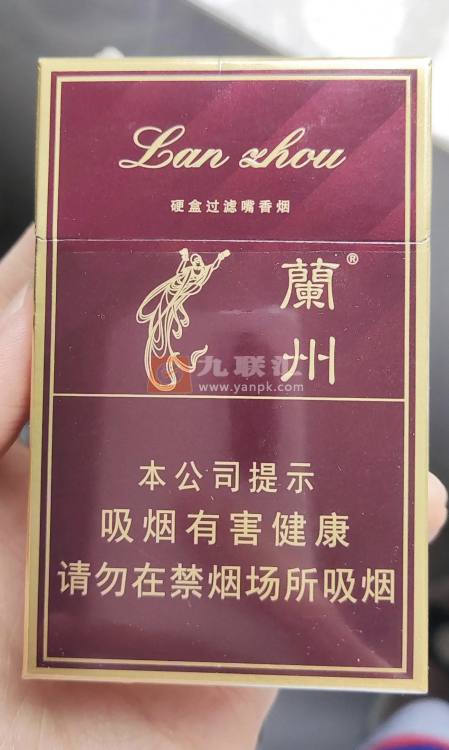 Lan zhou
硬盒过滤嘴香烟
蘭®
州
九联汇
www.yanpk.com
本公司提示
吸烟有害健康
请勿在禁烟场所吸烟